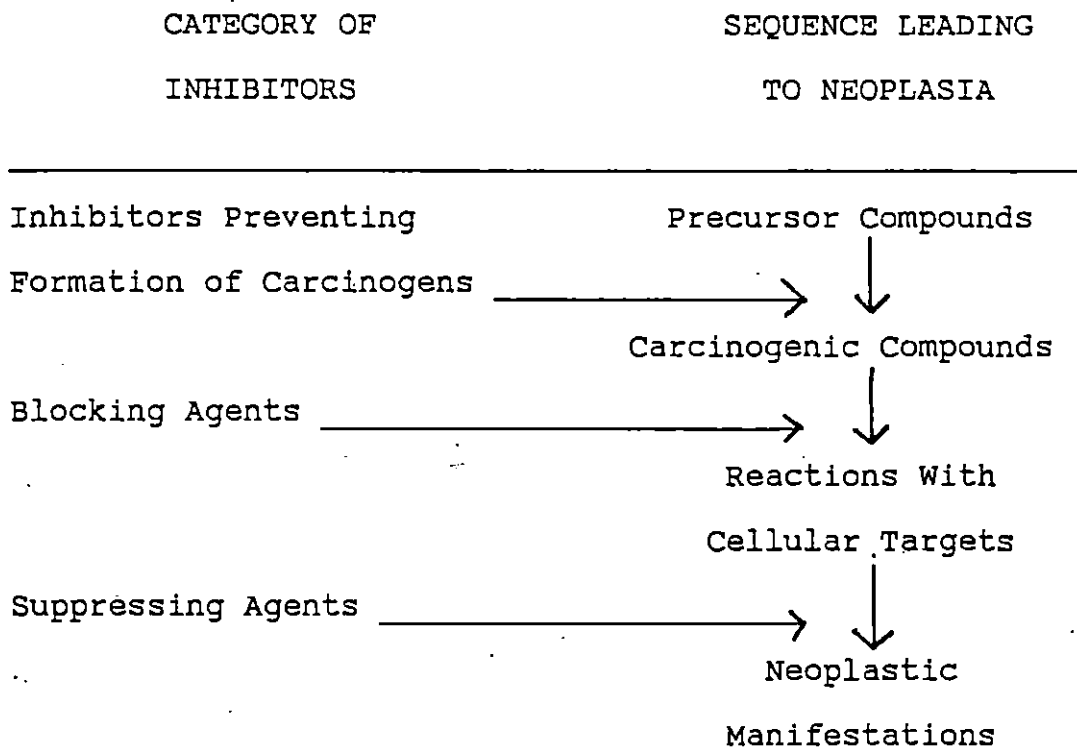 CATEGORY OF SEQUENCE LEADING
INHIBITORS TO NEOPLASIA
Inhibitors Preventing Precursor Compounds
Formation of Carcinogens
Carcinogenic Compounds
Blocking Agents
Reactions With
Cellular Targets
Suppressing Agents
Neoplastic
Manifestations